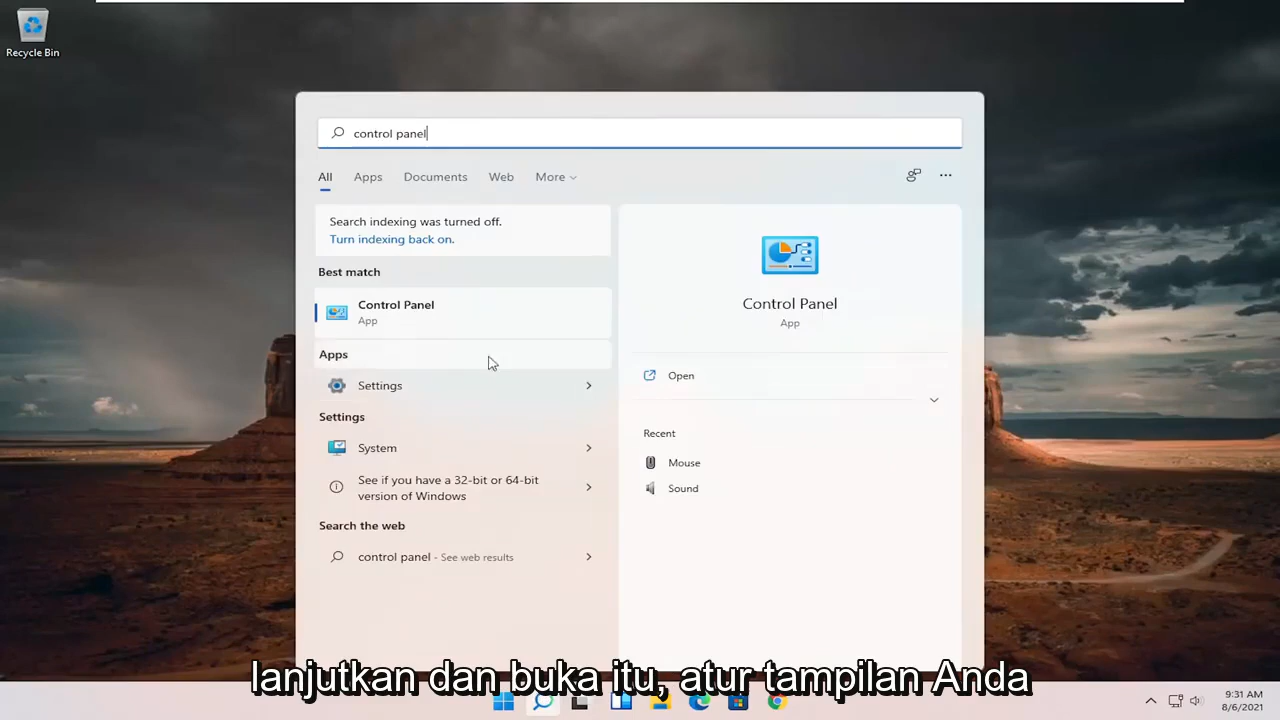 Recycle Bin
control panel
All Apps Documents Web More
Search indexing was turned off.
Turn indexing back on.
Best match
Control Panel
App
Apps
Settings
Settings
System
See if you have a 32-bit or 64-bit
version of Windows
Search the web
control panel - See web results
Control Panel
App
Open
Recent
Mouse
Sound
lanjutkan dan buka itu, atur tampilan Anda
9:31 AM
8/6/2021